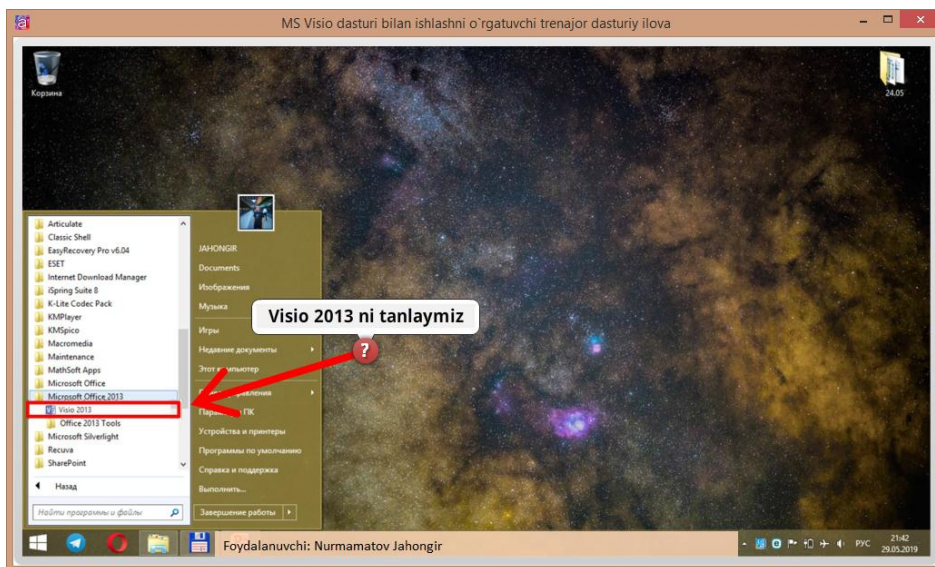 MS Visio dasturi bilan ishlashni o`rgatuvchi trenajor dasturiy ilova
Корзина
24.05
Articulate
Classic Shell
EasyRecovery Pro v6.04
ESET
Internet Download Manager
iSpring Suite 8
K-Lite Codec Pack
KMPlayer
KMSpico
Macromedia
Maintenance
MathSoft Apps
Microsoft Office
Microsoft Office 2013
Visio 2013
Office 2013 Tools
Microsoft Silverlight
Recuva
SharePoint
Назад
Найти программы и файлы
JAHONGIR
Documents
Изображения
Музыка
Игры
Недавние документы
Этот компьютер
ПК
Устройства и принтеры
Программы по умолчанию
Справка и поддержка
Выполнить...
Завершение работы
Visio 2013 ni tanlaymiz
?
Foydalanuvchi: Nurmamatov Jahongir
РУС
21:42
29.05.2019